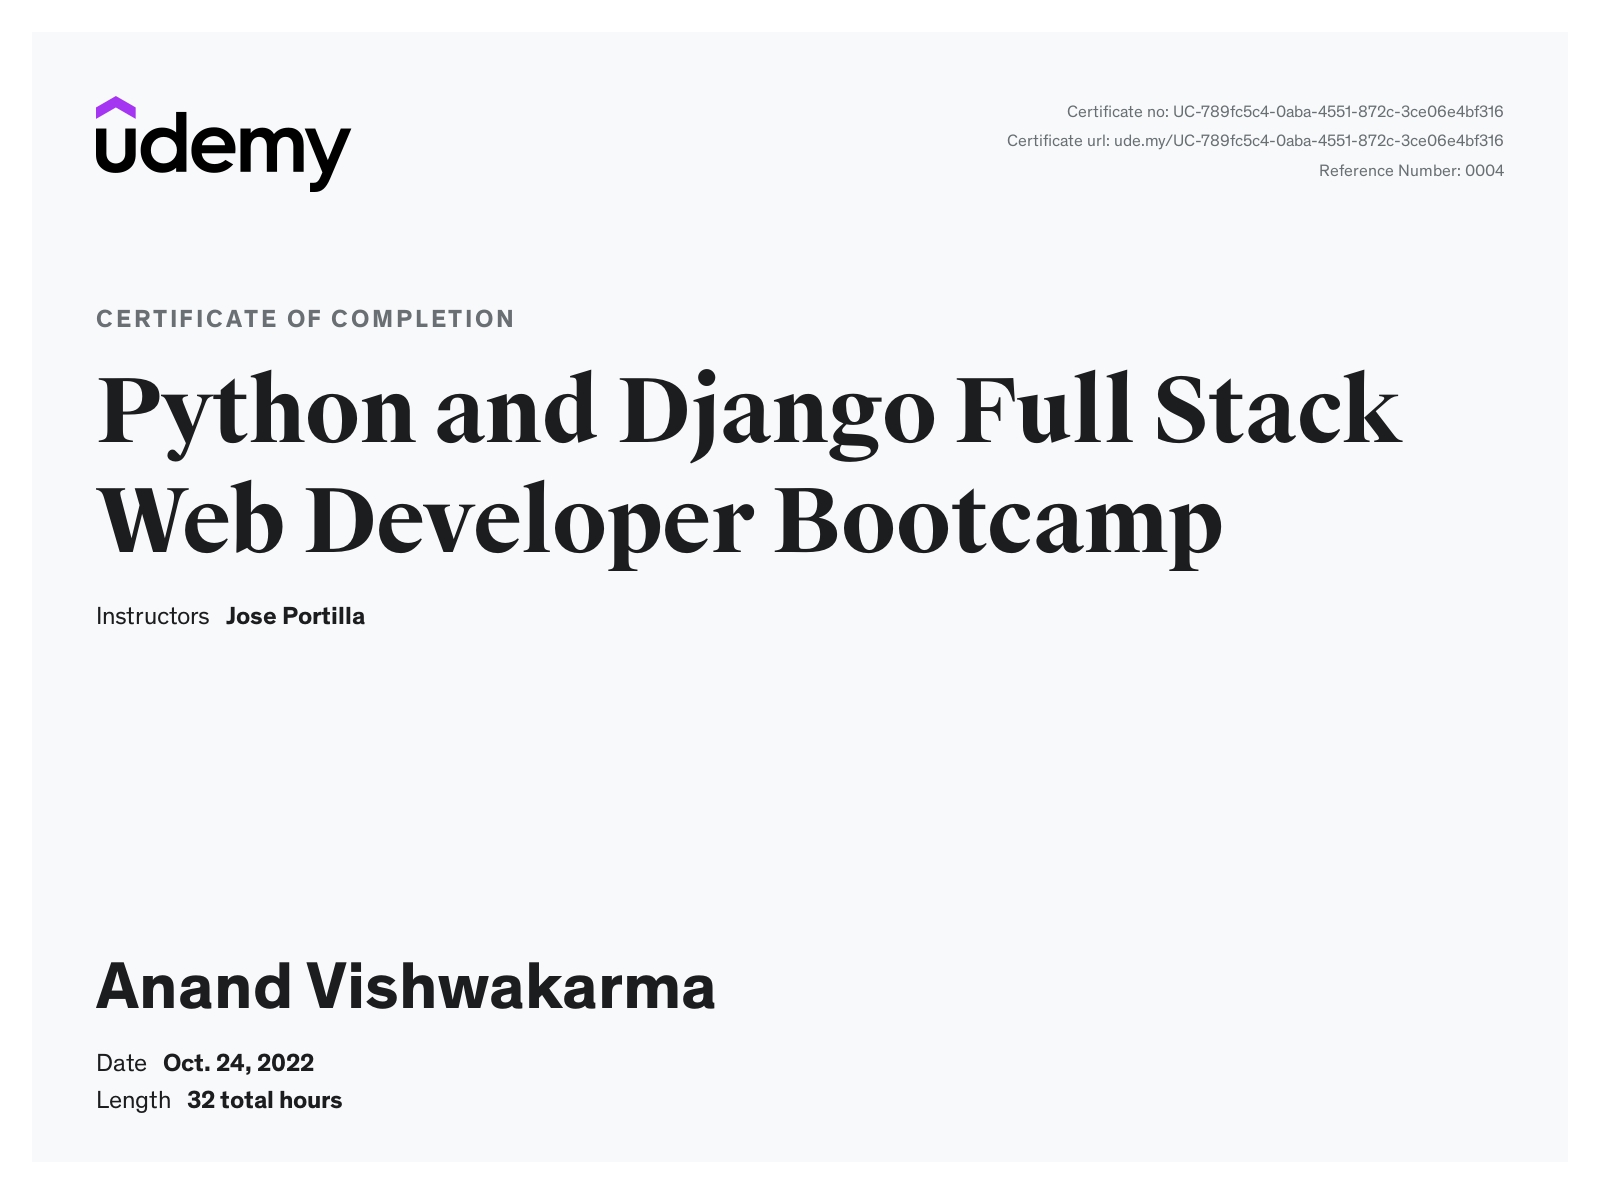 udemy
Certificate no: UC-789fc5c4-0aba-4551-872c-3ce06e4bf316
Certificate url: ude.my/UC-789fc5c4-0aba-4551-872c-3ce06e4bf316
Reference Number: 0004
CERTIFICATE OF COMPLETION
Python and Django Full Stack
Web Developer Bootcamp
Instructors Jose Portilla
Anand Vishwakarma
Date Oct. 24, 2022
Length 32 total hours